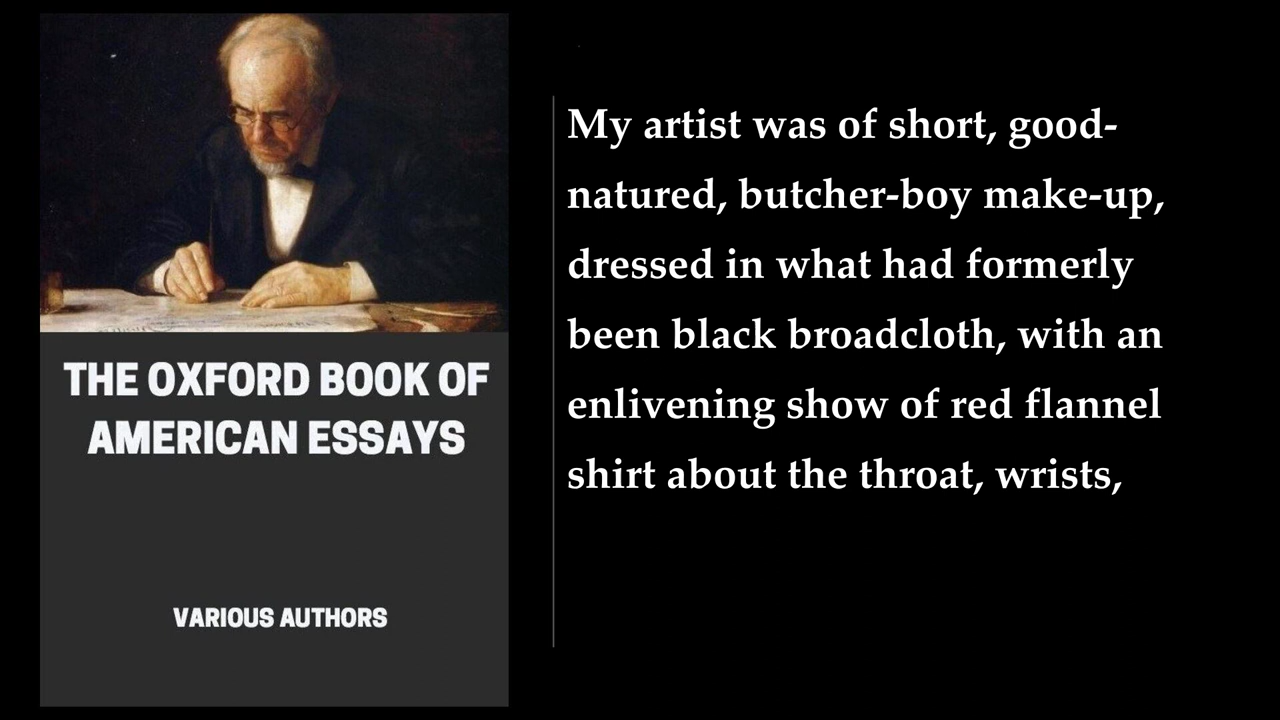 THE OXFORD BOOK OF
AMERICAN ESSAYS
VARIOUS AUTHORS
My artist was of short, good-
natured, butcher-boy make-up,
dressed in what had formerly
been black broadcloth, with an
enlivening show of red flannel
shirt about the throat, wrists,